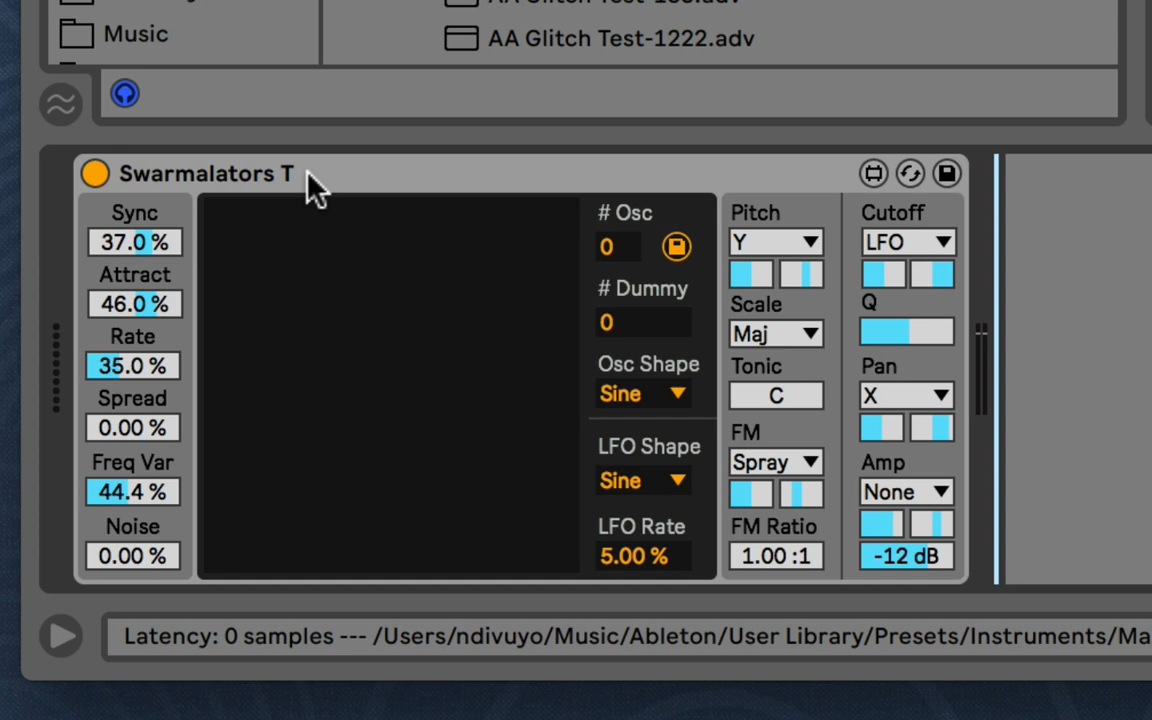 AA Glitch Test-1222.adv
Music
Swarmalators T
Sync
37.0 %
Attract
46.0 %
Rate
35.0 %
Spread
0.00 %
Freq Var
44.4 %
Noise
0.00 %
# Osc
0
# Dummy
0
Osc Shape
Sine
LFO Shape
Sine
LFO Rate
5.00 %
Pitch
Y
Scale
Maj
Tonic
C
FM
Spray
FM Ratio
1.00 :1
Cutoff
LFO
Q
Pan
X
Amp
None
-12 dB
Latency: 0 samples --- /Users/ndivuyo/Music/Ableton/User Library/Presets/Instruments/Ma